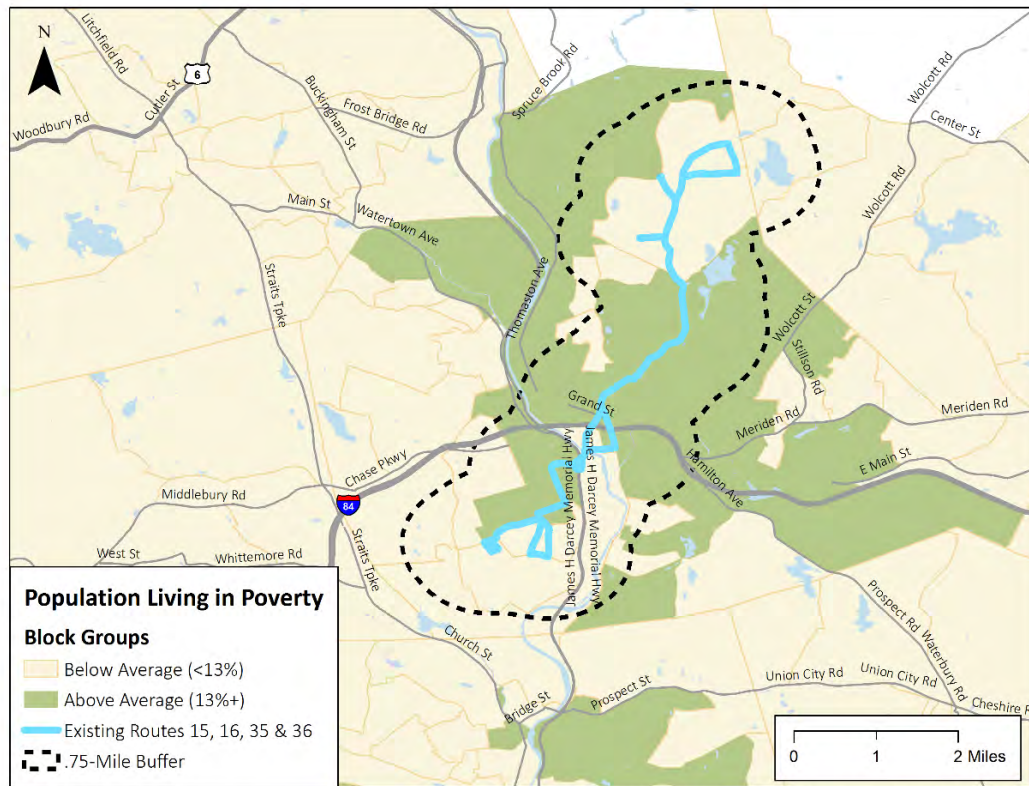 N
Litchfield Rd
6
Cutler St
Woodbury Rd
Buckingham St
Frost Bridge Rd
Spruce Brook Rd
Wolcott Rd
Center St
Main St
Watertown Ave
Wolcott Rd
Straits Tpke
Thomaston Ave
Wolcott St
Stillson Rd
Grand St
Meriden Rd
Meriden Rd
James H Darcey Memorial Hwy
James H Darcey Memorial Hwy
Hamilton Ave
E Main St
Chase Pkwy
Middlebury Rd
84
Straits Tpke
West St
Whittemore Rd
Church St
Prospect Rd
Waterbury Rd
Bridge St
Prospect St
Union City Rd
Union City Rd
Cheshire Rd
Population Living in Poverty
Block Groups
Below Average (<13%)
Above Average (13%+)
Existing Routes 15, 16, 35 & 36
.75-Mile Buffer
0 1 2 Miles